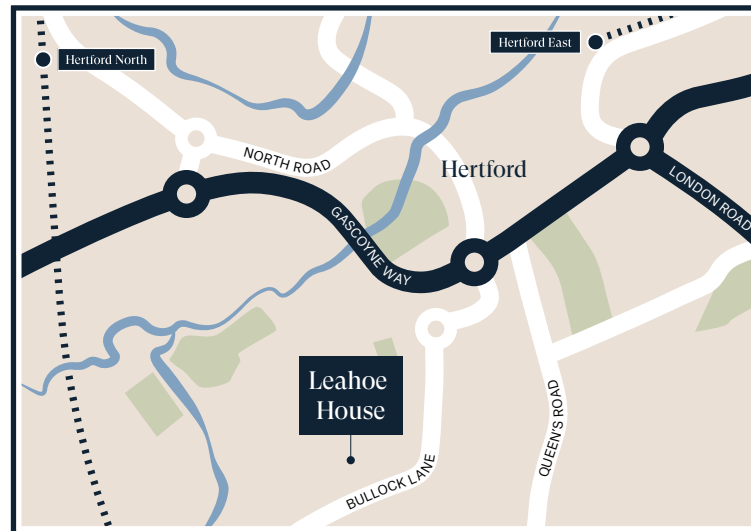 Hertford East
Hertford North
NORTH ROAD
Hertford
LONDON ROAD
GASCOYNE WAY
Leahoe
House
QUEEN'S ROAD
BULLOCK LANE